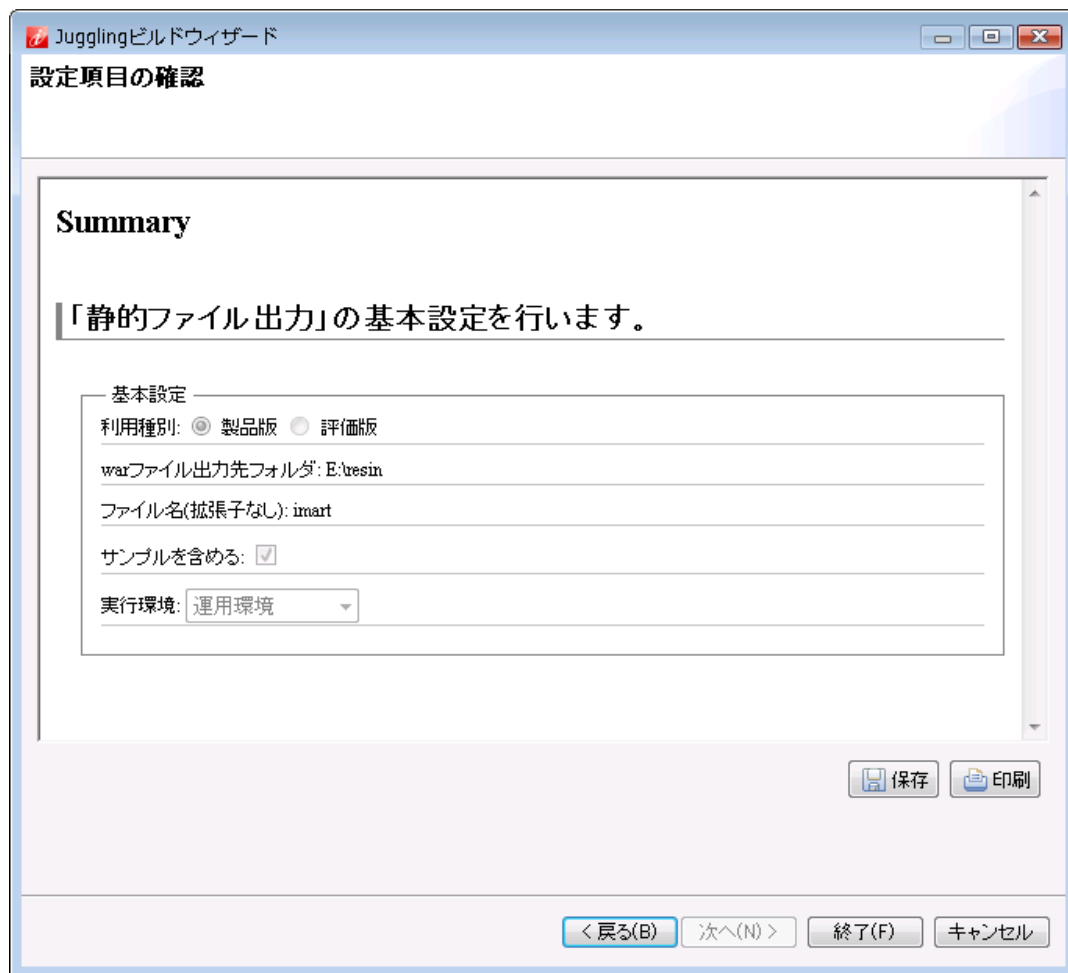 Jugglingビルドウィザード
設定項目の確認
Summary
「静的ファイル出力」の基本設定を行います。
基本設定
利用種別: 製品版 評価版
warファイル出力先フォルダ: E:\resin
ファイル名(拡張子なし): imart
サンプルを含める:
実行環境: 運用環境
保存 印刷
< 戻る(B) 次へ(N) > 終了(F) キャンセル